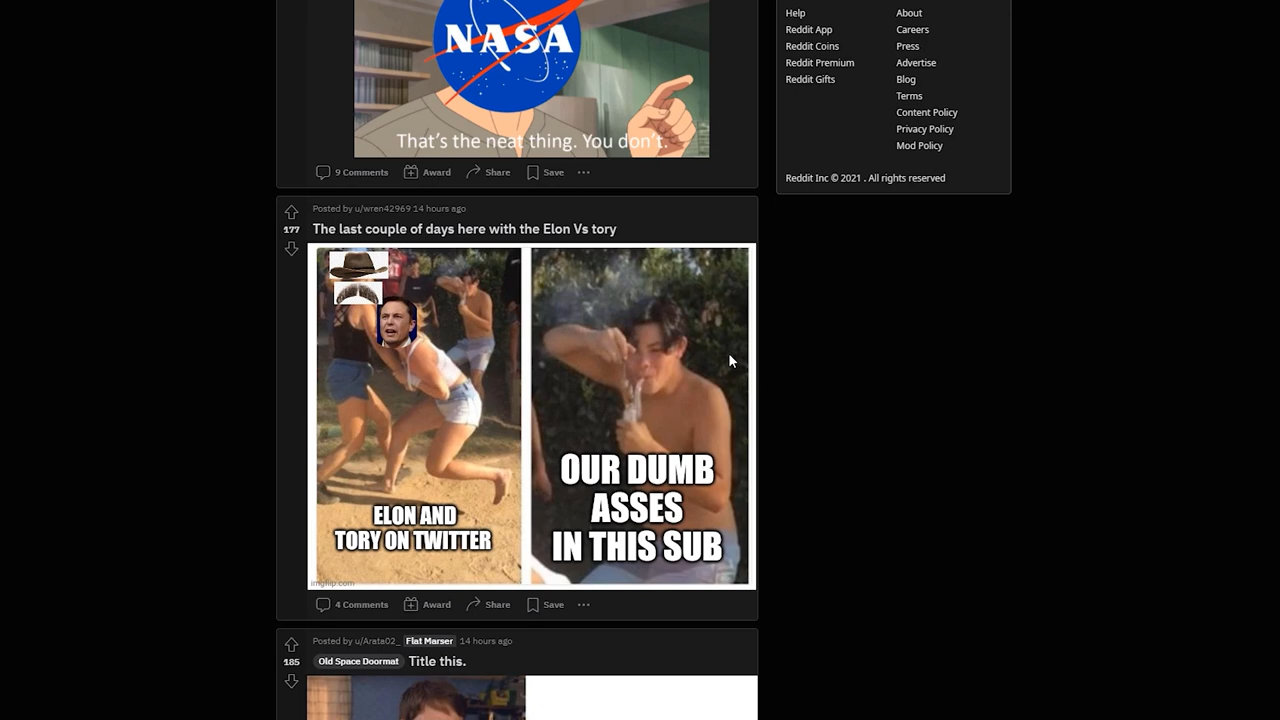 NASA
That's the neat thing. You don't.
9 Comments
Award
Share
Save
Posted by u/wren42969 14 hours ago
177
The last couple of days here with the Elon Vs tory
ELON AND
TORY ON TWITTER
OUR DUMB
ASSES
IN THIS SUB
imgflip.com
4 Comments
Award
Share
Save
Posted by u/Arata02_ Flat Marser 14 hours ago
185
Old Space Doormat Title this.
Help
About
Reddit App
Careers
Reddit Coins
Press
Reddit Premium
Advertise
Reddit Gifts
Blog
Terms
Content Policy
Privacy Policy
Mod Policy
Reddit Inc © 2021 . All rights reserved